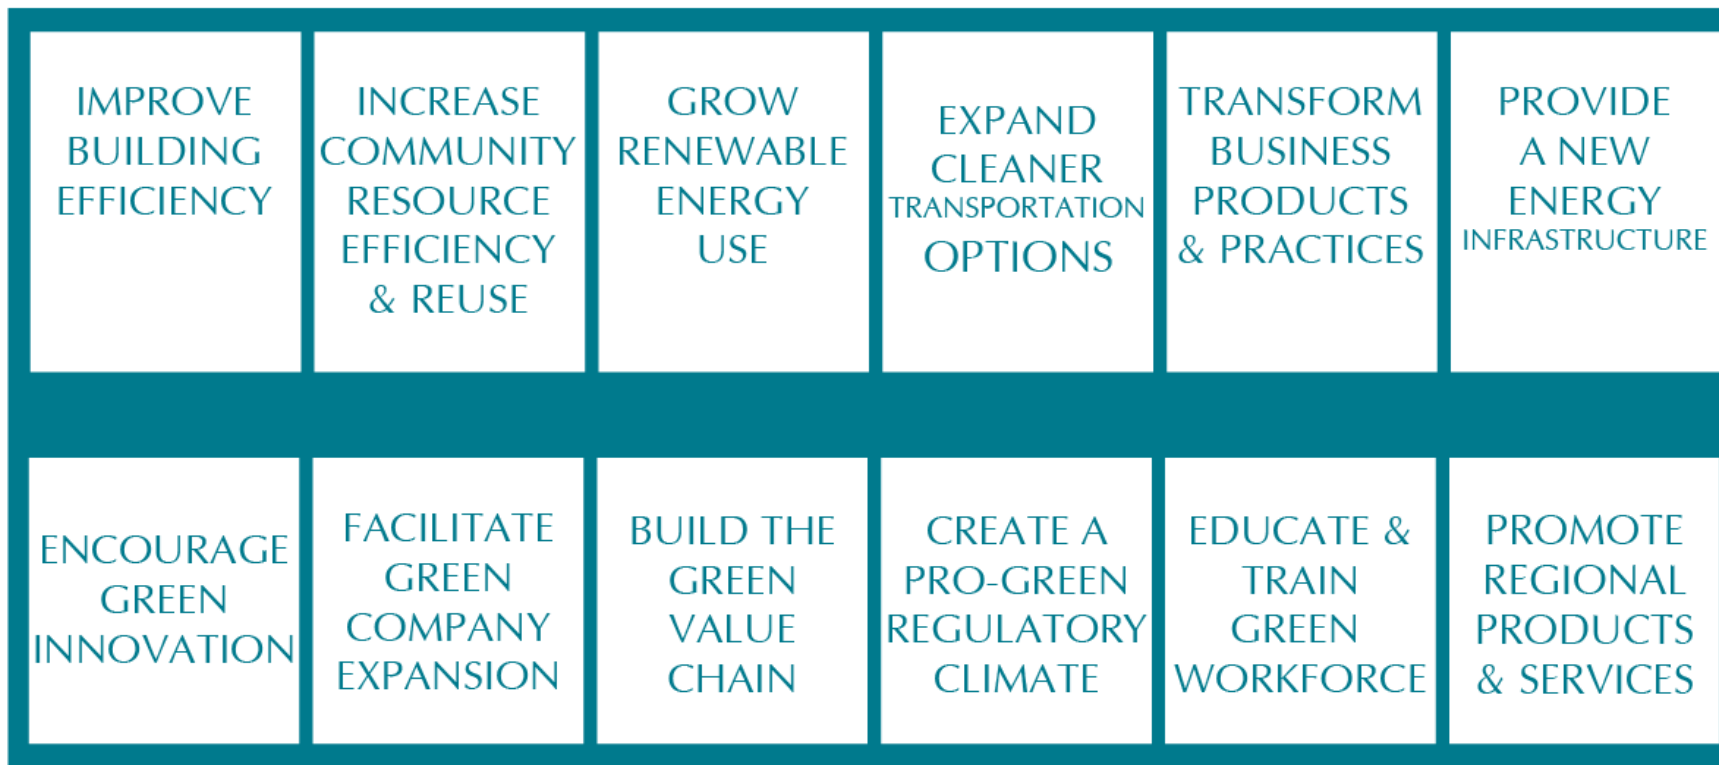 IMPROVE
BUILDING
EFFICIENCY
INCREASE
COMMUNITY
RESOURCE
EFFICIENCY
& REUSE
GROW
RENEWABLE
ENERGY
USE
EXPAND
CLEANER
TRANSPORTATION
OPTIONS
TRANSFORM
BUSINESS
PRODUCTS
& PRACTICES
PROVIDE
A NEW
ENERGY
INFRASTRUCTURE
ENCOURAGE
GREEN
INNOVATION
FACILITATE
GREEN
COMPANY
EXPANSION
BUILD THE
GREEN
VALUE
CHAIN
CREATE A
PRO-GREEN
REGULATORY
CLIMATE
EDUCATE &
TRAIN
GREEN
WORKFORCE
PROMOTE
REGIONAL
PRODUCTS
& SERVICES